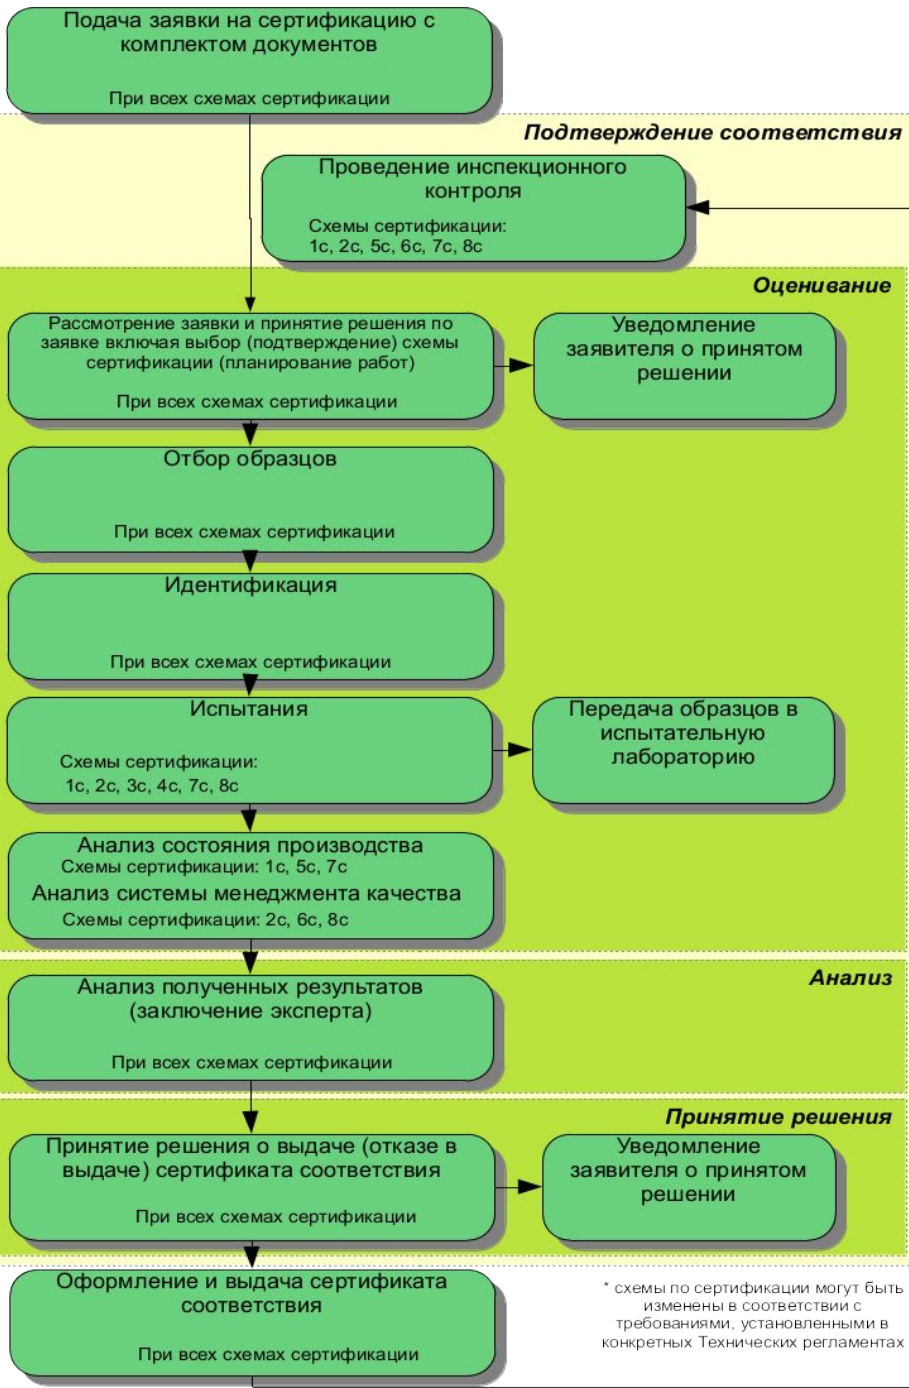 Подача заявки на сертификацию с
комплектом документов
При всех схемах сертификации
Подтверждение соответствия
Проведение инспекционного
контроля
Схемы сертификации:
1с, 2с, 5с, 6с, 7с, 8с
Оценивание
Рассмотрение заявки и принятие решения по
заявке включая выбор (подтверждение) схемы
сертификации (планирование работ)
При всех схемах сертификации
Уведомление
заявителя о принятом
решении
Отбор образцов
При всех схемах сертификации
Идентификация
При всех схемах сертификации
Испытания
Схемы сертификации:
1с, 2с, 3с, 4с, 7с, 8с
Передача образцов в
испытательную
лабораторию
Анализ состояния производства
Схемы сертификации: 1с, 5с, 7с
Анализ системы менеджмента качества
Схемы сертификации: 2с, 6с, 8с
Анализ
Анализ полученных результатов
(заключение эксперта)
При всех схемах сертификации
Принятие решения
Принятие решения о выдаче (отказе в
выдаче) сертификата соответствия
При всех схемах сертификации
Уведомление
заявителя о принятом
решении
Оформление и выдача сертификата
соответствия
При всех схемах сертификации
* схемы по сертификации могут быть
изменены в соответствии с
требованиями, установленными в
конкретных Технических регламентах